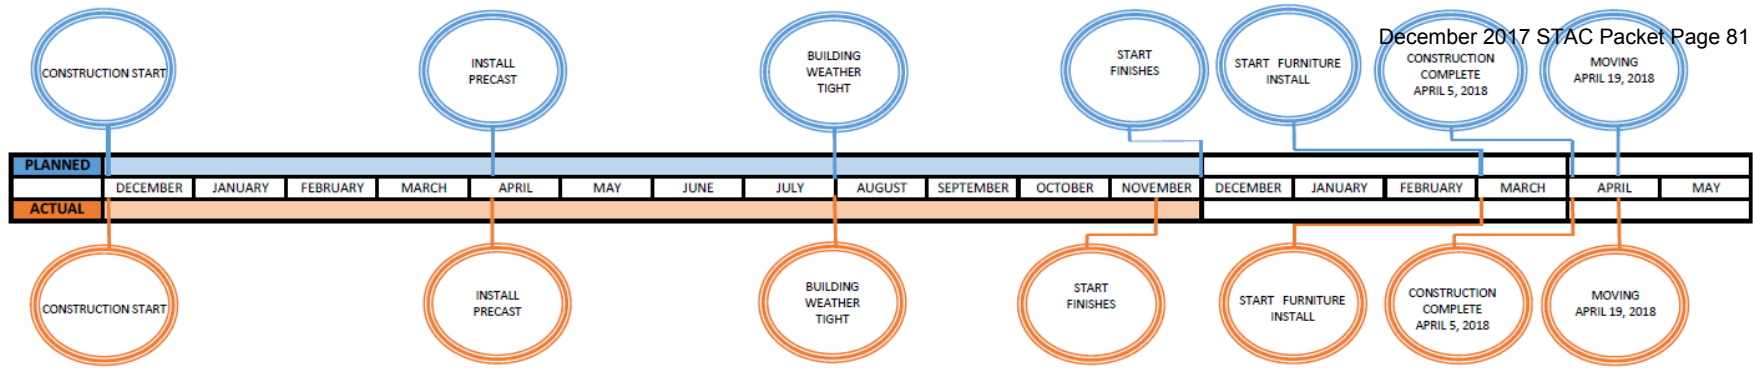 December 2017 STAC Packet Page 81
CONSTRUCTION START
INSTALL
PRECAST
BUILDING
WEATHER
TIGHT
START
FINISHES
START FURNITURE
INSTALL
CONSTRUCTION
COMPLETE
APRIL 5, 2018
MOVING
APRIL 19, 2018
PLANNED
DECEMBER JANUARY FEBRUARY MARCH APRIL MAY JUNE JULY AUGUST SEPTEMBER OCTOBER NOVEMBER DECEMBER JANUARY FEBRUARY MARCH APRIL MAY
ACTUAL
CONSTRUCTION START
INSTALL
PRECAST
BUILDING
WEATHER
TIGHT
START
FINISHES
START FURNITURE
INSTALL
CONSTRUCTION
COMPLETE
APRIL 5, 2018
MOVING
APRIL 19, 2018